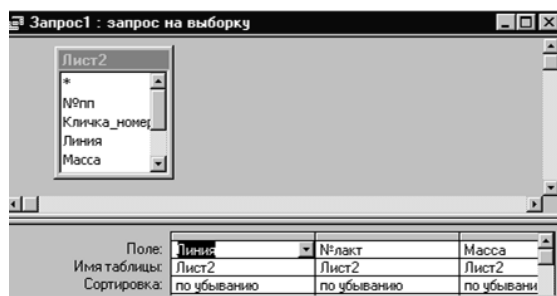 Запрос1 : запрос на выборку
Лист2
*
№пп
Кличка_номер
Линия
Масса
Поле: Линия №лакт Масса
Имя таблицы: Лист2 Лист2 Лист2
Сортировка: по убыванию по убыванию по убывани